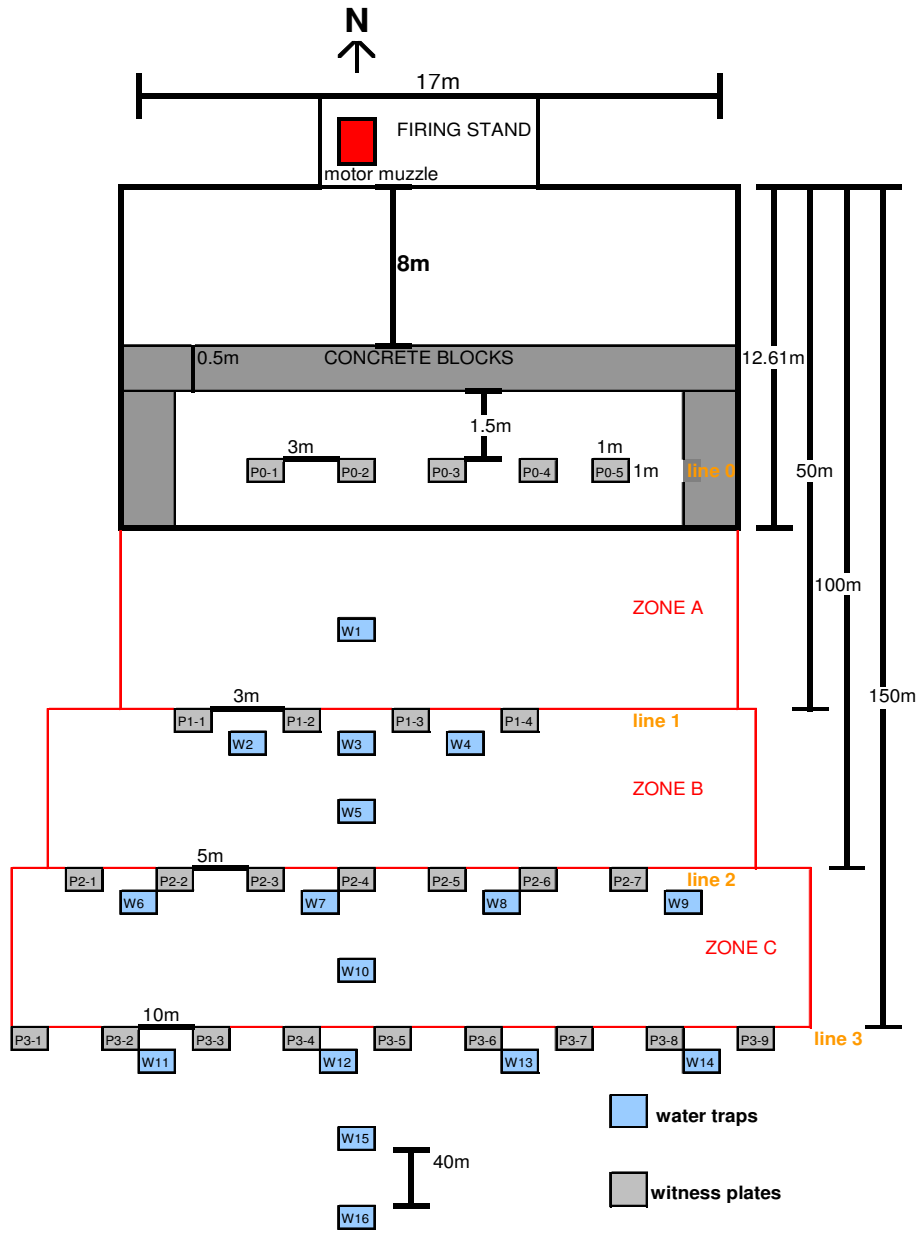 N
17m
FIRING STAND
motor muzzle
8m
0.5m
CONCRETE BLOCKS
12.61m
1.5m
3m
1m
P0-1
P0-2
P0-3
P0-4
P0-5
1m
line 0
50m
100m
ZONE A
W1
150m
3m
P1-1
P1-2
P1-3
P1-4
line 1
W2
W3
W4
ZONE B
W5
5m
P2-1
P2-2
P2-3
P2-4
P2-5
P2-6
P2-7
line 2
W6
W7
W8
W9
ZONE C
W10
10m
P3-1
P3-2
P3-3
P3-4
P3-5
P3-6
P3-7
P3-8
P3-9
line 3
W11
W12
W13
W14
water traps
W15
40m
witness plates
W16